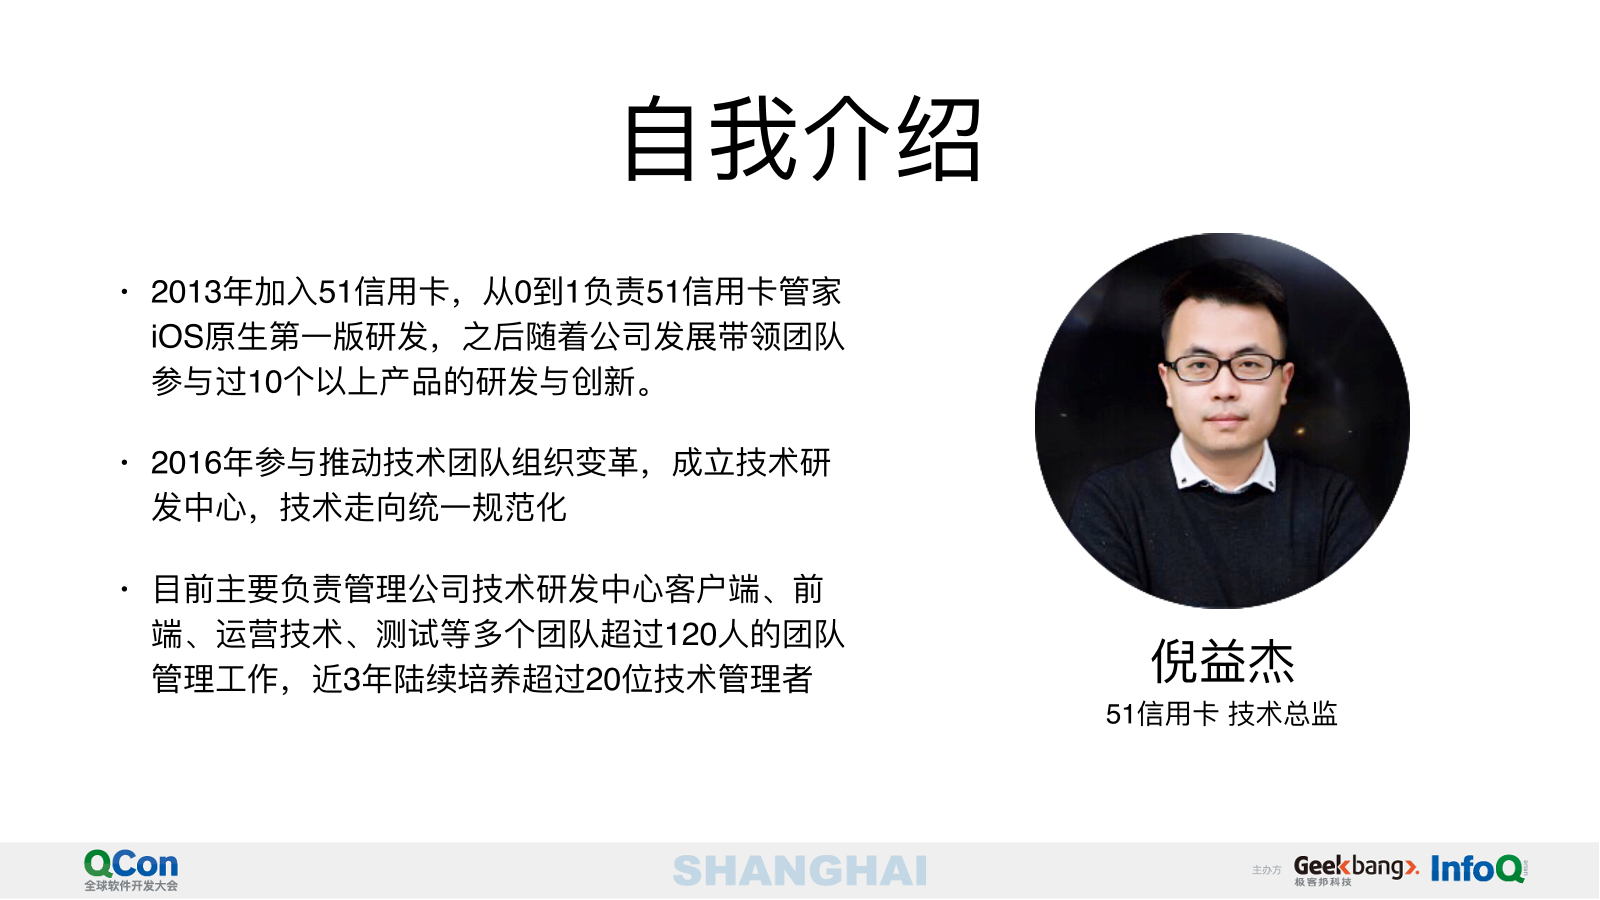 自我介绍
• 2013年加入51信用卡，从0到1负责51信用卡管家
iOS原生第一版研发，之后随着公司发展带领团队
参与过10个以上产品的研发与创新。
• 2016年参与推动技术团队组织变革，成立技术研
发中心，技术走向统一规范化
• 目前主要负责管理公司技术研发中心客户端、前
端、运营技术、测试等多个团队超过120人的团队
管理工作，近3年陆续培养超过20位技术管理者
倪益杰
51信用卡 技术总监
QCon
全球软件开发大会
SHANGHAI
主办方
Geekbang>.
极客邦科技
InfoQ